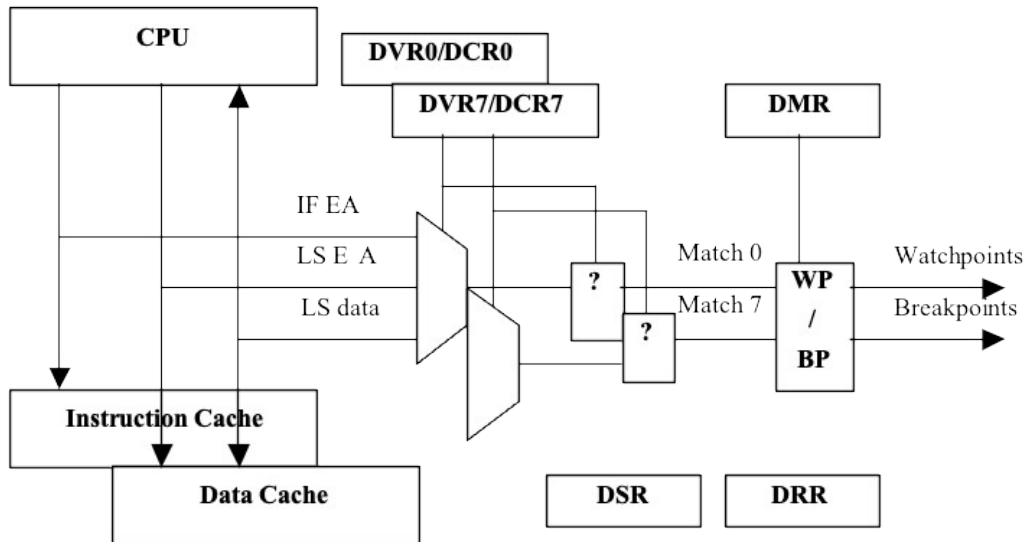 CPU
DVR0/DCR0
DVR7/DCR7
DMR
IF EA
LS E A
LS data
?
?
Match 0
Match 7
WP
/
BP
Watchpoints
Breakpoints
Instruction Cache
Data Cache
DSR
DRR